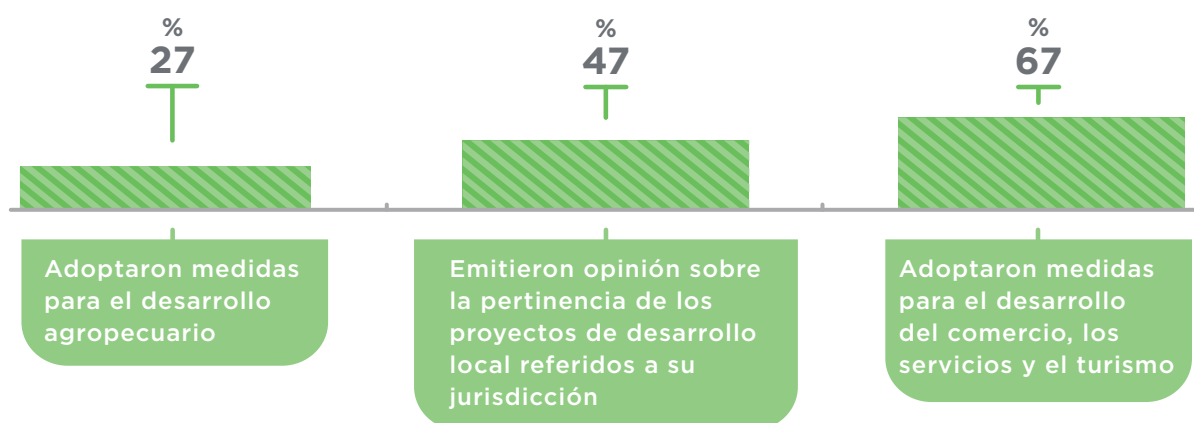 %
27
%
47
%
67
Adoptaron medidas
para el desarrollo
agropecuario
Emitieron opinión sobre
la pertinencia de los
proyectos de desarrollo
local referidos a su
jurisdicción
Adoptaron medidas
para el desarrollo
del comercio, los
servicios y el turismo